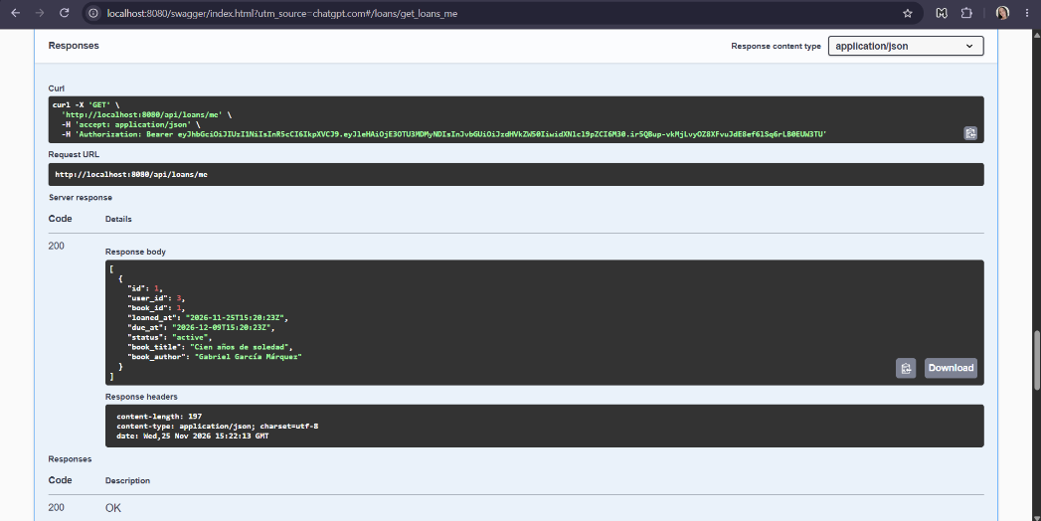 localhost:8080/swagger/index.html?utm_source=chatgpt.com#/loans/get_loans_me
Responses
Response content type
application/json
Curl
curl -X 'GET' \
'http://localhost:8080/api/loans/me' \
-H 'accept: application/json' \
-H 'Authorization: Bearer
Request URL
http://localhost:8080/api/loans/me
Server response
Code Details
200
Response body
[
{
"id": 1,
"user_id": 3,
"book_id": 1,
"loaned_at": "2026-11-25T15:20:23Z",
"due_at": "2026-12-09T15:20:23Z",
"status": "active",
"book_title": "Cien años de soledad",
"book_author": "Gabriel García Márquez"
}
]
Download
Response headers
content-length: 197
content-type: application/json; charset=utf-8
date: Wed,25 Nov 2026 15:22:13 GMT
Responses
Code Description
200 OK